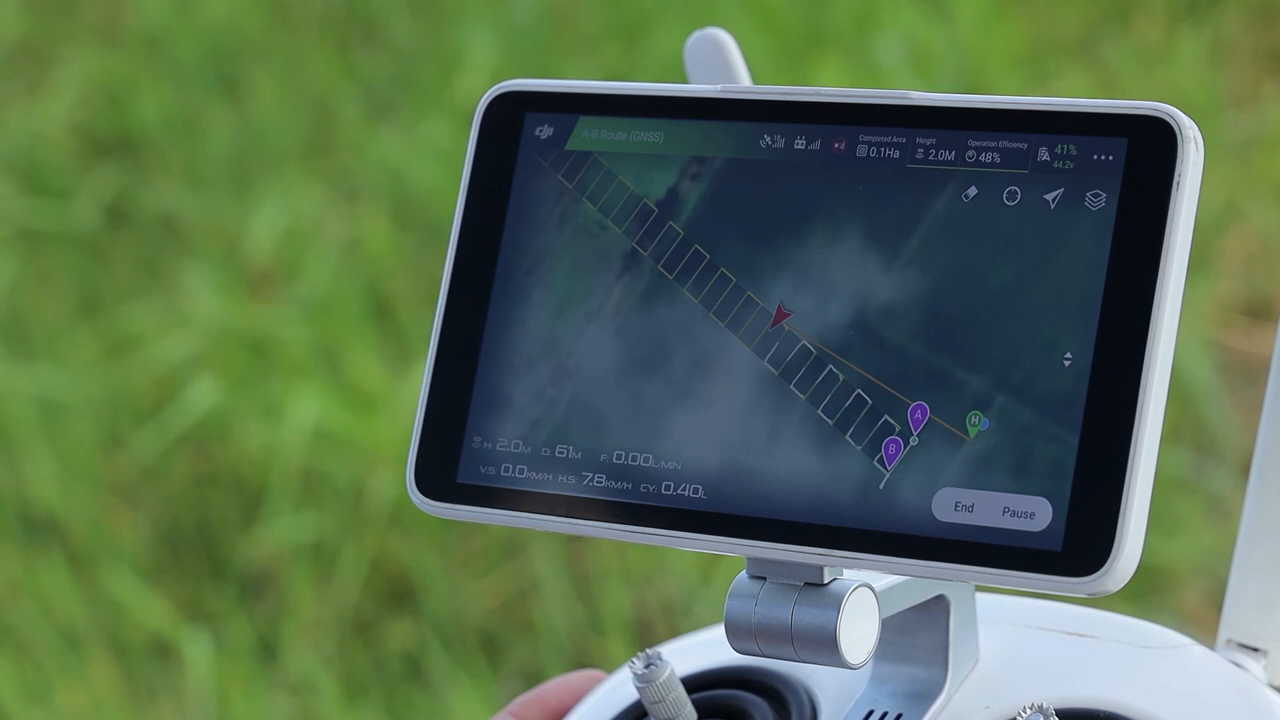 dji A-B Route (GNSS)
Completed Area
0.1Ha
Height
2.0M
Operation Efficiency
48%
41%
44.2V
A
B
H
H: 2.0M D: 61M F: 0.00L/MIN
V.S: 0.0KM/H H.S: 7.8KM/H CY: 0.40L
End Pause